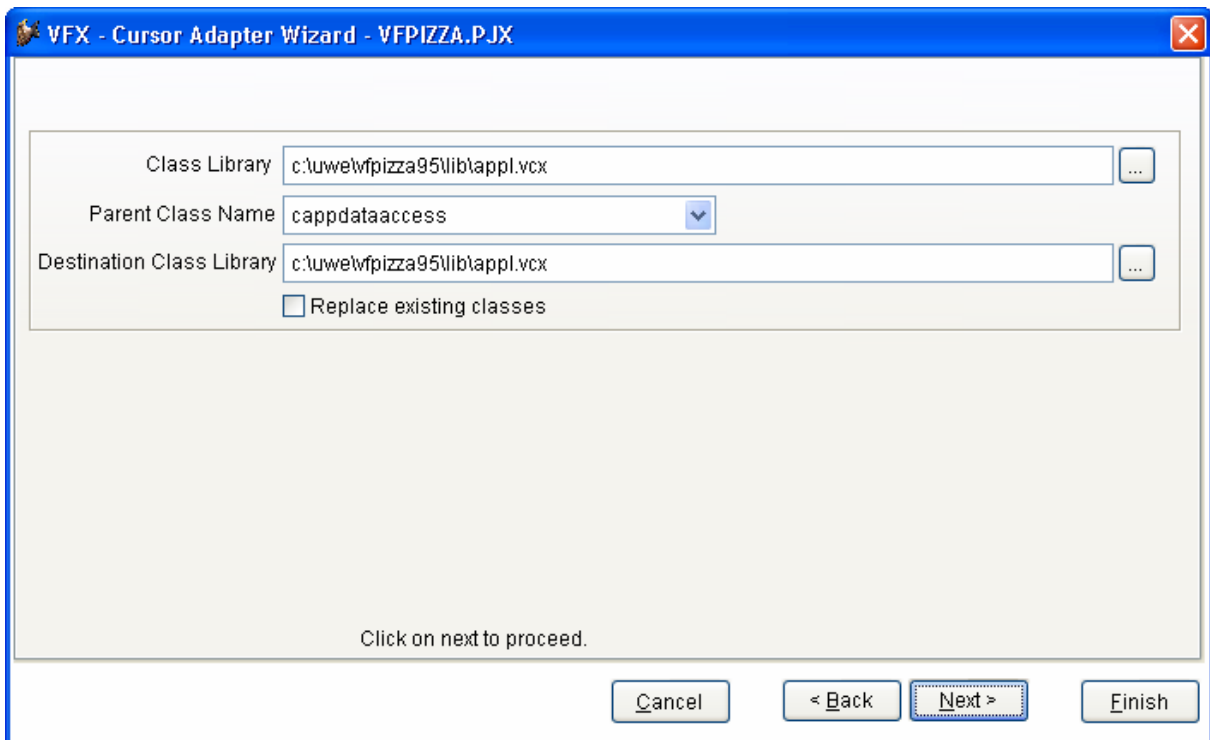 VFX - Cursor Adapter Wizard - VFPIZZA.PJX
Class Library c:\uwe\vfpizza95\lib\appl.vcx ...
Parent Class Name cappdataaccess
Destination Class Library c:\uwe\vfpizza95\lib\appl.vcx ...
Replace existing classes
Click on next to proceed.
Cancel < Back Next > Finish